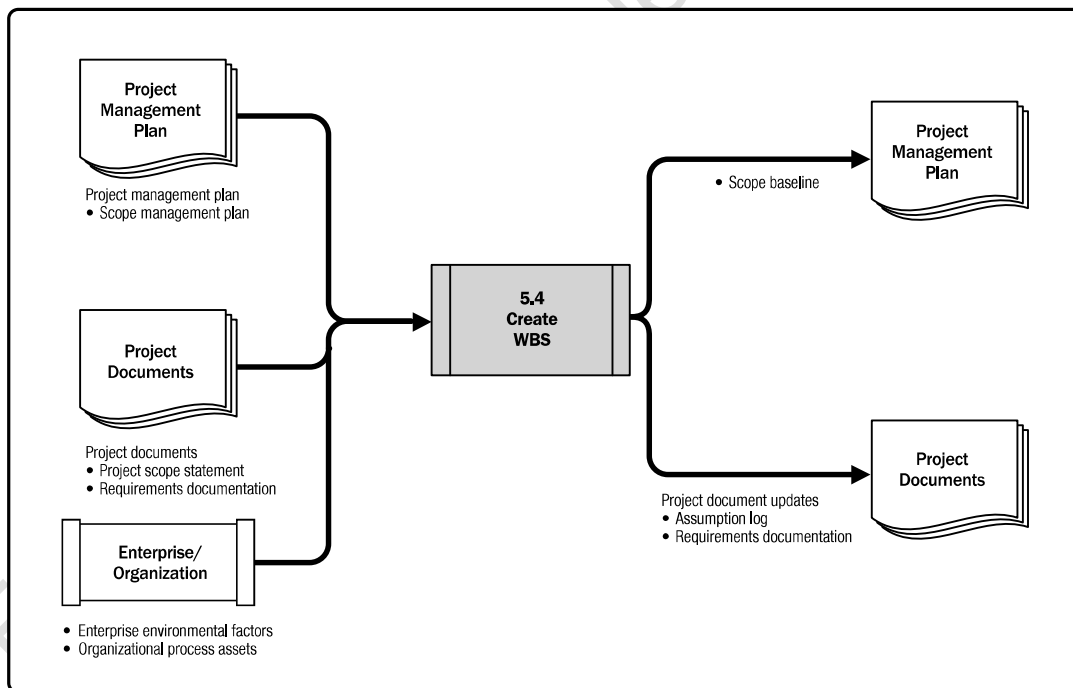 Project
Management
Plan
Project management plan
• Scope management plan
Project
Documents
Project documents
• Project scope statement
• Requirements documentation
Enterprise/
Organization
• Enterprise environmental factors
• Organizational process assets
5.4
Create
WBS
• Scope baseline
Project
Management
Plan
Project document updates
• Assumption log
• Requirements documentation
Project
Documents